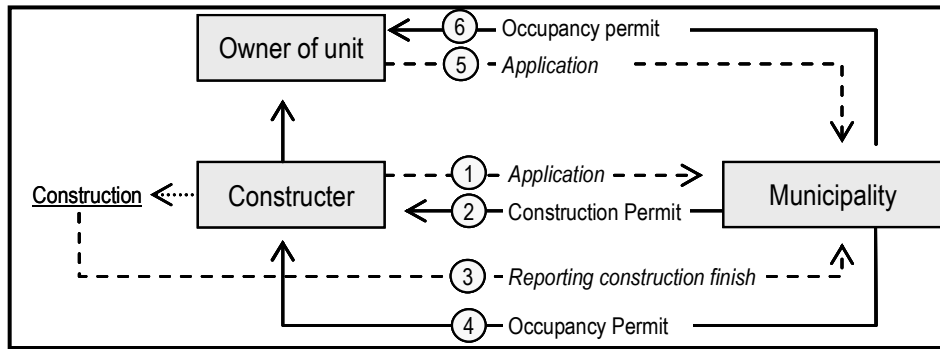 6 Occupancy permit
Owner of unit
5 Application
1 Application
Construction
Constructer
Municipality
2 Construction Permit
3 Reporting construction finish
4 Occupancy Permit